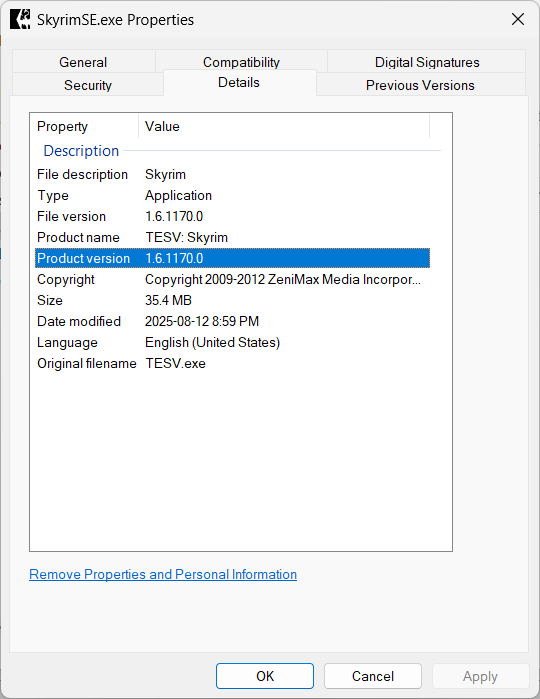 SkyrimSE.exe Properties
General Compatibility Digital Signatures
Security Details Previous Versions
Property Value
Description
File description Skyrim
Type Application
File version 1.6.1170.0
Product name TESV: Skyrim
Product version 1.6.1170.0
Copyright Copyright 2009-2012 ZeniMax Media Incorpor...
Size 35.4 MB
Date modified 2025-08-12 8:59 PM
Language English (United States)
Original filename TESV.exe
Remove Properties and Personal Information
OK Cancel Apply